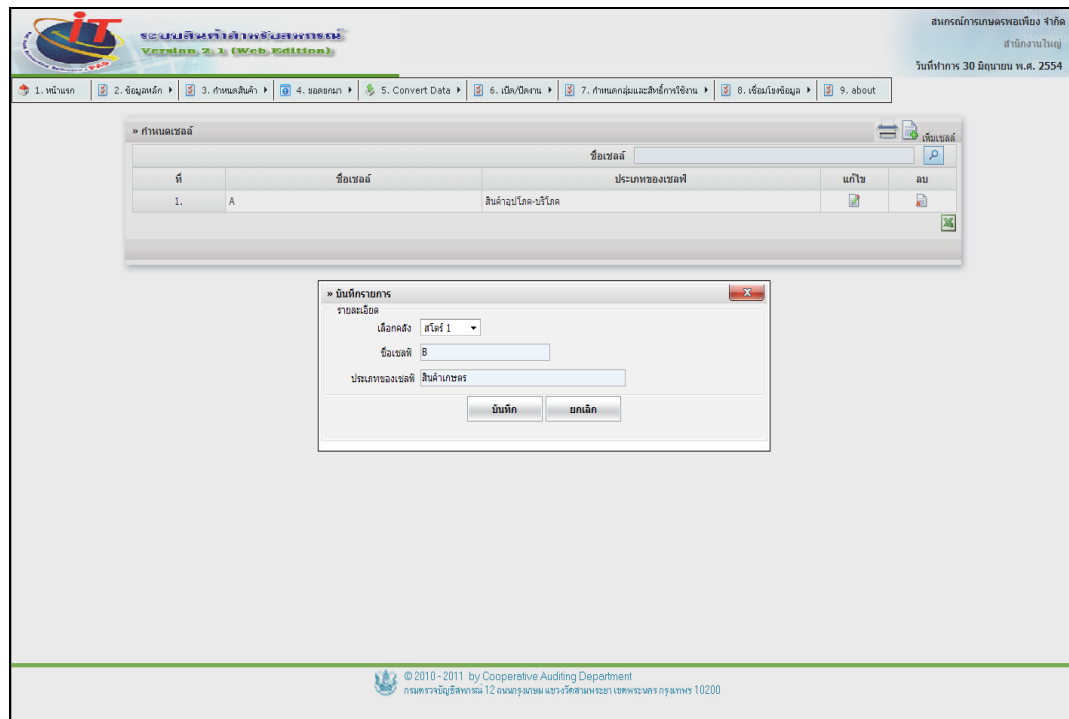 iT
ระบบสินค้าสำหรับสหกรณ์
Version 2.1 (Web Edition)
สหกรณ์การเกษตรพอเพียง จำกัด
สำนักงานใหญ่
วันที่ทำการ 30 มิถุนายน พ.ศ. 2554
1. หน้าแรก 2. ข้อมูลหลัก 3. กำหนดสินค้า 4. ยอดยกมา 5. Convert Data 6. เปิด/ปิดงาน 7. กำหนดกลุ่มและสิทธิ์การใช้งาน 8. เชื่อมโยงข้อมูล 9. about
» กำหนดเชลล์
เพิ่มเชลล์
ชื่อเชลล์
ที่ ชื่อเชลล์ ประเภทของเชลฟ์ แก้ไข ลบ
1. A สินค้าอุปโภค-บริโภค
» บันทึกรายการ
X
รายละเอียด
เลือกคลัง สโตร์ 1
ชื่อเชลฟ์ B
ประเภทของเชลฟ์ สินค้าเกษตร
บันทึก ยกเลิก
© 2010 - 2011 by Cooperative Auditing Department
กรมตรวจบัญชีสหกรณ์ 12 ถนนกรุงเกษม แขวงวัดสามพระยา เขตพระนคร กรุงเทพฯ 10200